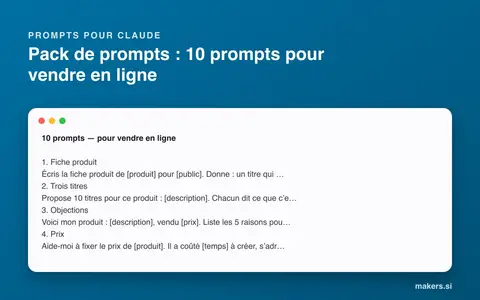 PROMPTS POUR CLAUDE
Pack de prompts : 10 prompts pour
vendre en ligne
10 prompts — pour vendre en ligne
1. Fiche produit
Écris la fiche produit de [produit] pour [public]. Donne : un titre qui …
2. Trois titres
Propose 10 titres pour ce produit : [description]. Chacun dit ce que c'e…
3. Objections
Voici mon produit : [description], vendu [prix]. Liste les 5 raisons pou…
4. Prix
Aide-moi à fixer le prix de [produit]. Il a coûté [temps] à créer, s'adr…
makers.si